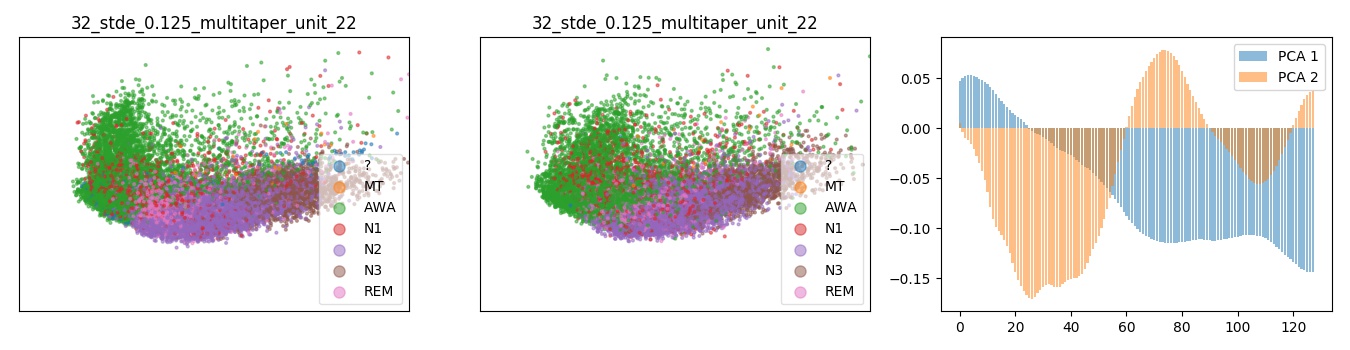 32_stde_0.125_multitaper_unit_22
?
MT
AWA
N1
N2
N3
REM
32_stde_0.125_multitaper_unit_22
?
MT
AWA
N1
N2
N3
REM
PCA 1
PCA 2
0.05
0.00
−0.05
−0.10
−0.15
0 20 40 60 80 100 120